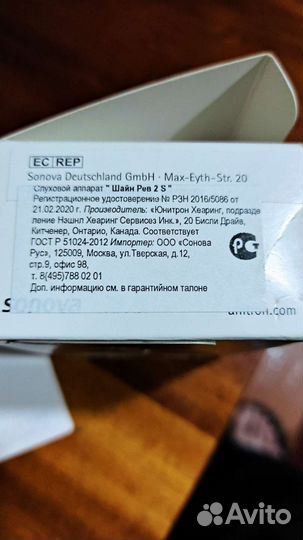 EC REP
Sonova Deutschland GmbH · Max-Eyth-Str. 20
Слуховой аппарат " Шайн Рев 2 S "
Регистрационное удостоверение № РЗН 2016/5086 от
21.02.2020 г. Производитель: «Юнитрон Хеаринг, подразде
ление Нэшнл Хеаринг Сервисез Инк.», 20 Бисли Драйв,
Китченер, Онтарио, Канада. Соответствует
ГОСТ Р 51024-2012 Импортер: ООО «Сонова
Рус», 125009, Москва, ул.Тверская, д.12,
стр.9, офис 98,
т. 8(495)788 02 01
Доп. информацию см. в гарантийном талоне
Sonova
unitron.com
Avito